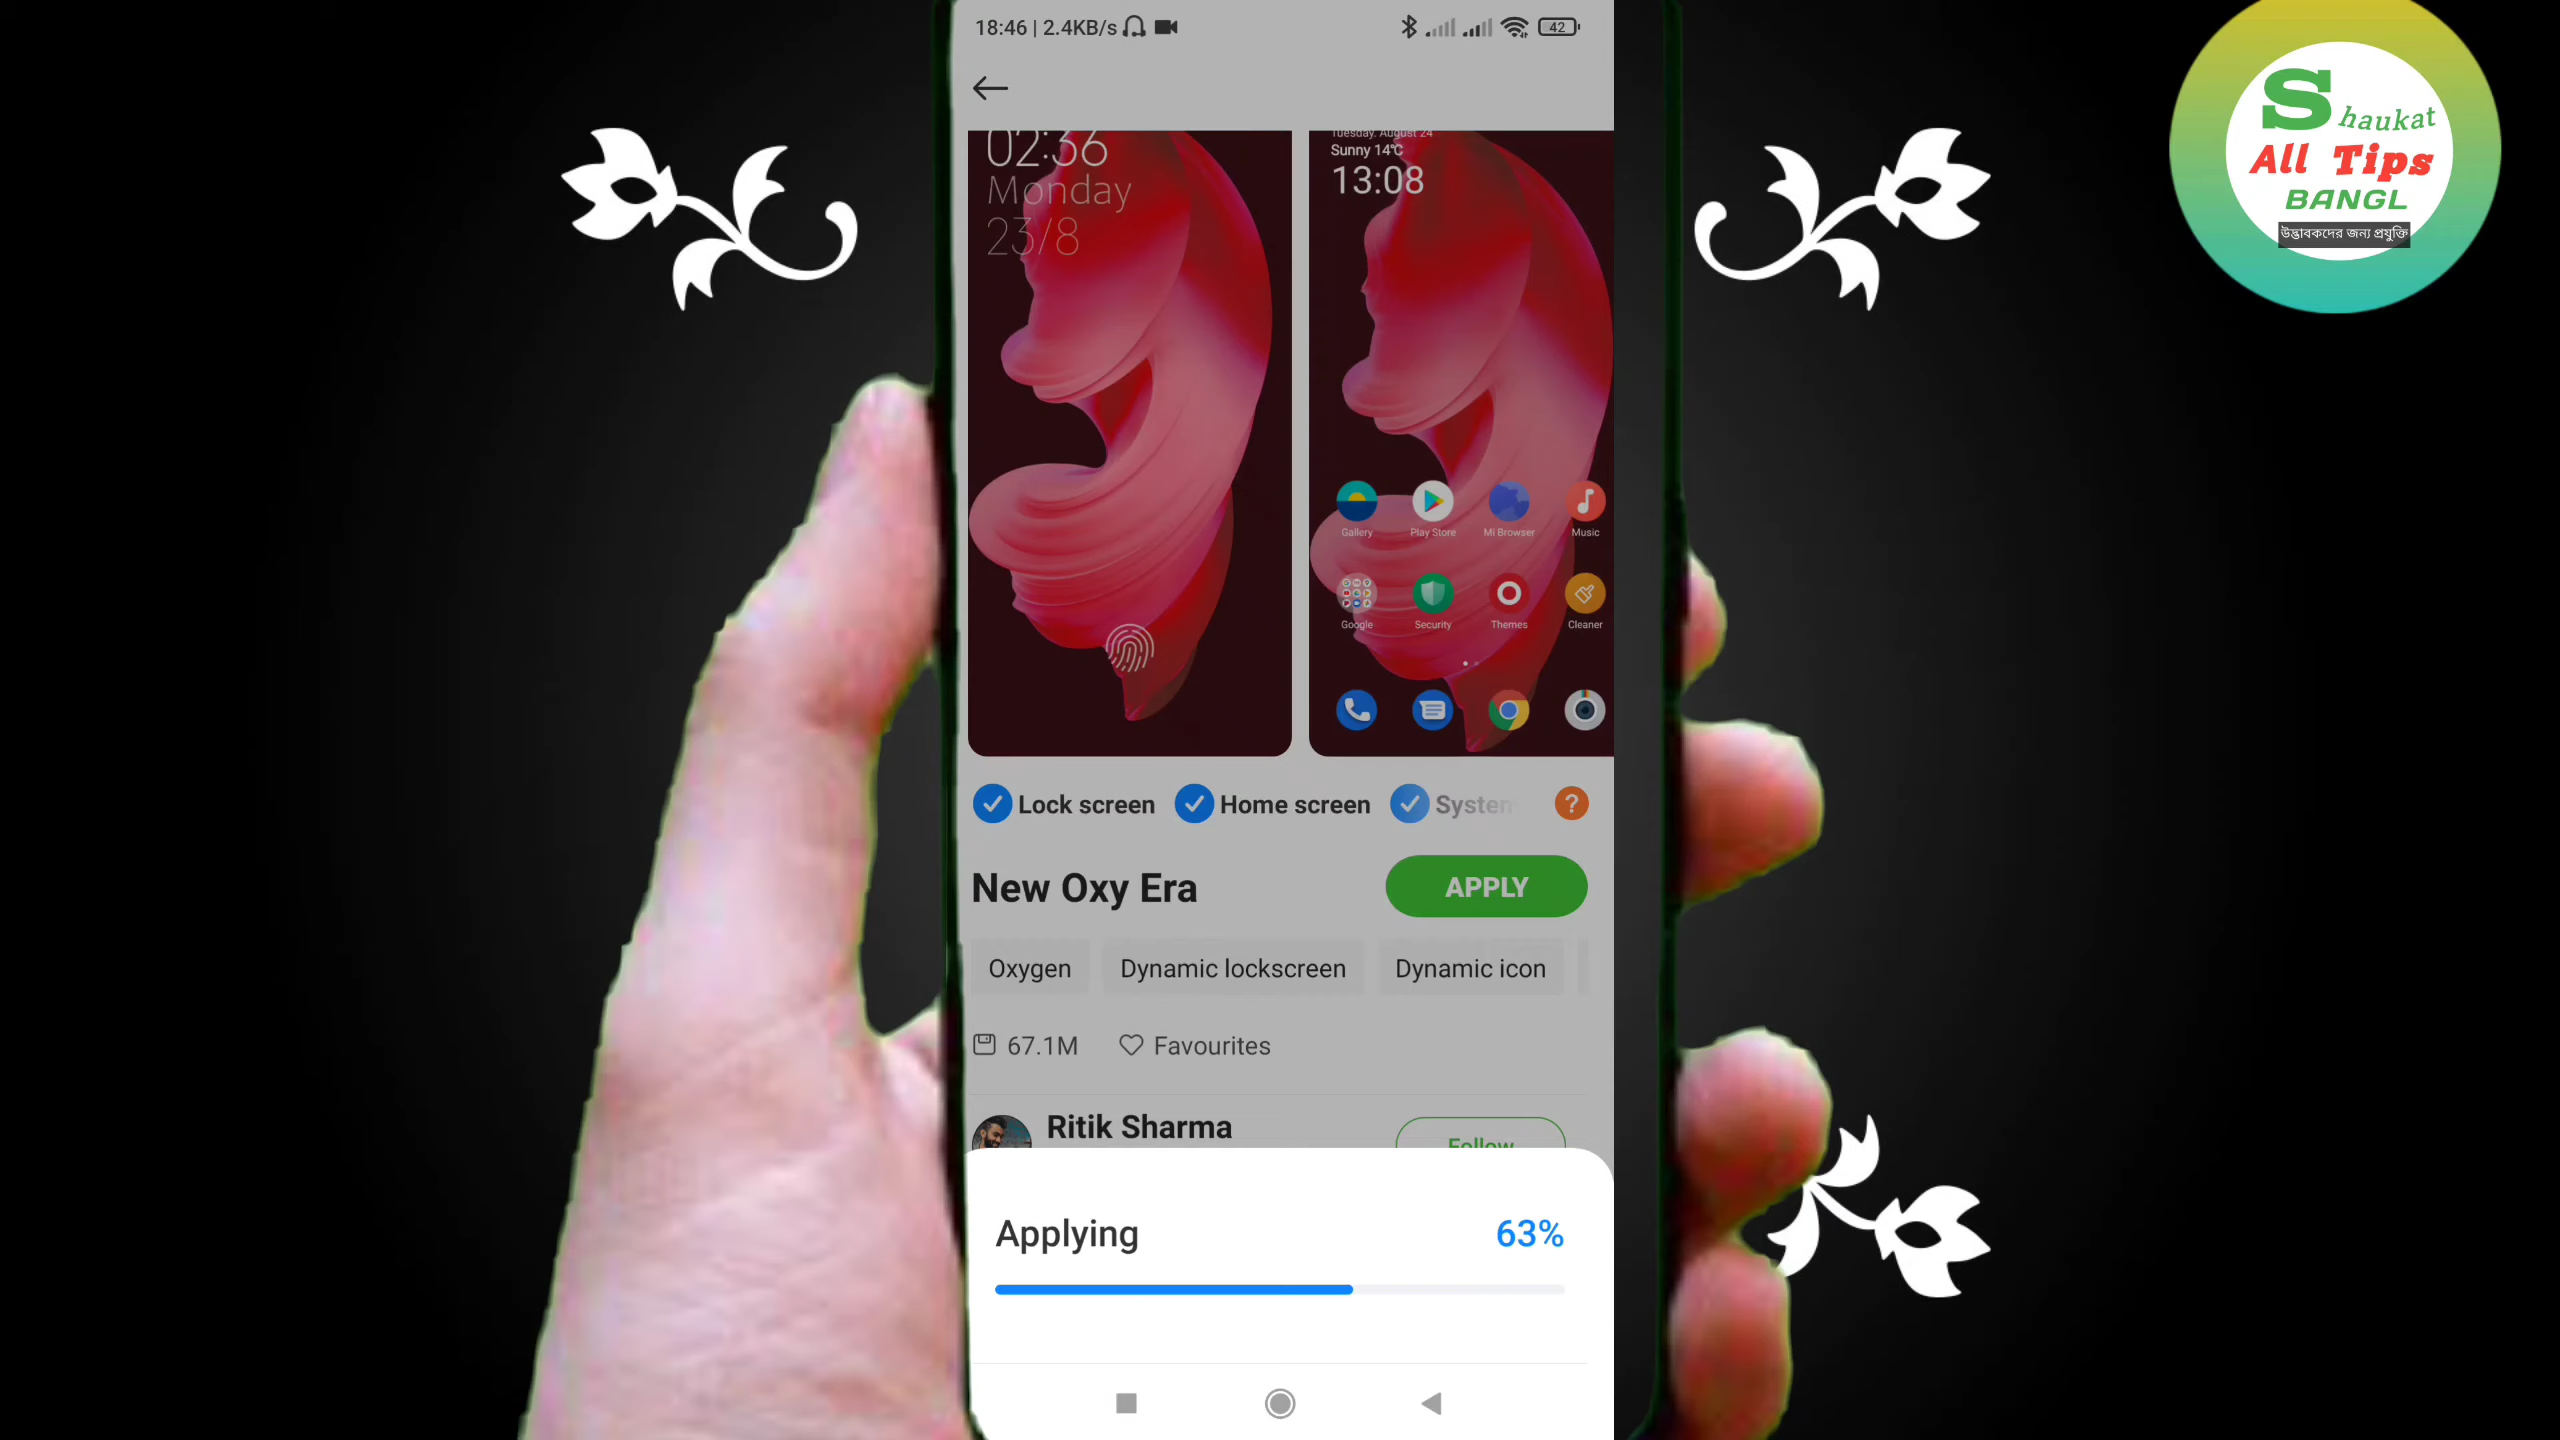 18:46 | 2.4KB/s
42
S haukat
All Tips
BANGL
উদ্ভাবকদের জন্য প্রযুক্তি
02:36
Monday
23/8
Tuesday. August 24
Sunny 14℃
13:08
Gallery Play Store Mi Browser Music
Google Security Themes Cleaner
Lock screen Home screen System ?
New Oxy Era APPLY
Oxygen Dynamic lockscreen Dynamic icon
67.1M Favourites
Ritik Sharma Follow
Applying 63%